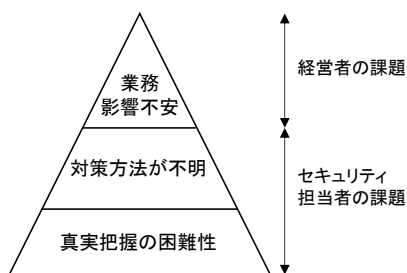 業務
影響不安
経営者の課題
対策方法が不明
セキュリティ
担当者の課題
真実把握の困難性